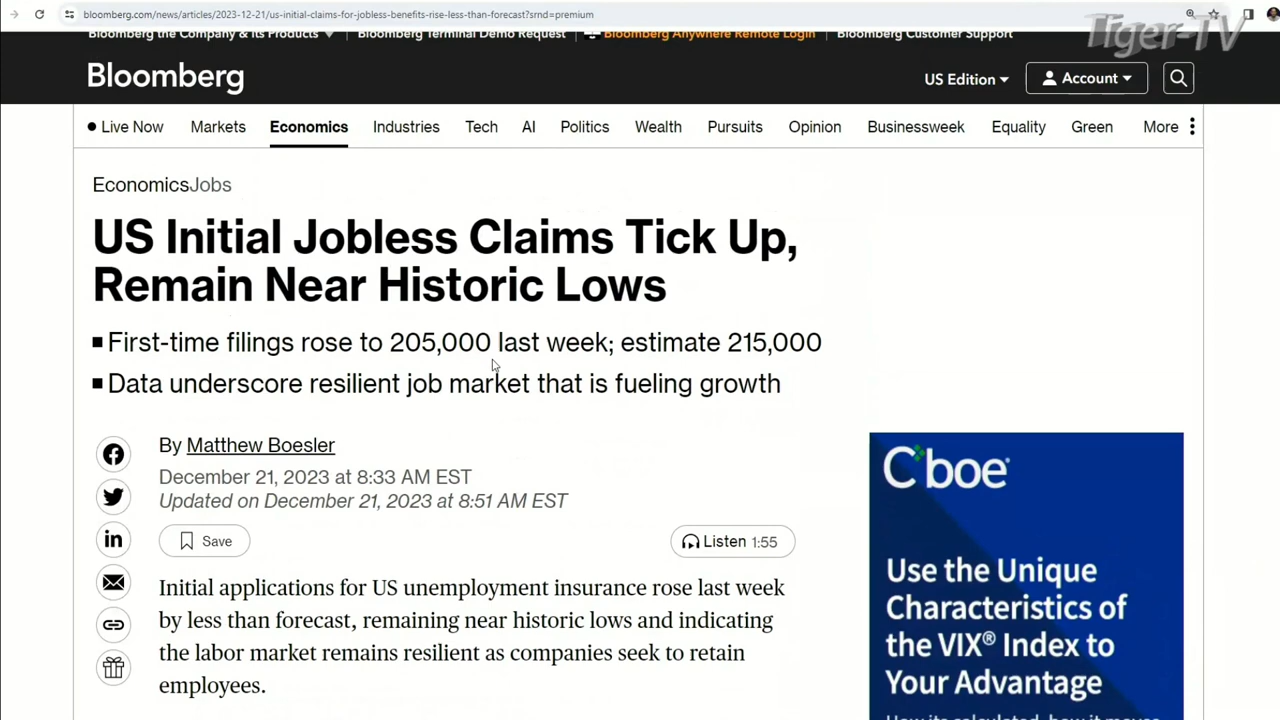 bloomberg.com/news/articles/2023-12-21/us-initial-claims-for-jobless-benefits-rise-less-than-forecast?srnd=premium
Tiger-TV
Bloomberg the Company & Its Products Bloomberg Terminal Demo Request Bloomberg Anywhere Remote Login Bloomberg Customer Support
Bloomberg
US Edition Account
Live Now Markets Economics Industries Tech AI Politics Wealth Pursuits Opinion Businessweek Equality Green More
EconomicsJobs
US Initial Jobless Claims Tick Up,
Remain Near Historic Lows
First-time filings rose to 205,000 last week; estimate 215,000
Data underscore resilient job market that is fueling growth
By Matthew Boesler
December 21, 2023 at 8:33 AM EST
Updated on December 21, 2023 at 8:51 AM EST
Save Listen 1:55
Initial applications for US unemployment insurance rose last week
by less than forecast, remaining near historic lows and indicating
the labor market remains resilient as companies seek to retain
employees.
Cboe
Use the Unique
Characteristics of
the VIX® Index to
Your Advantage